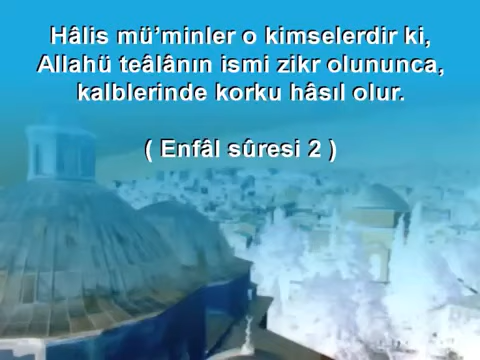 Hâlis mü’minler o kimselerdir ki,
Allahü teâlânın ismi zikr olununca,
kalblerinde korku hâsıl olur.
( Enfâl sûresi 2 )